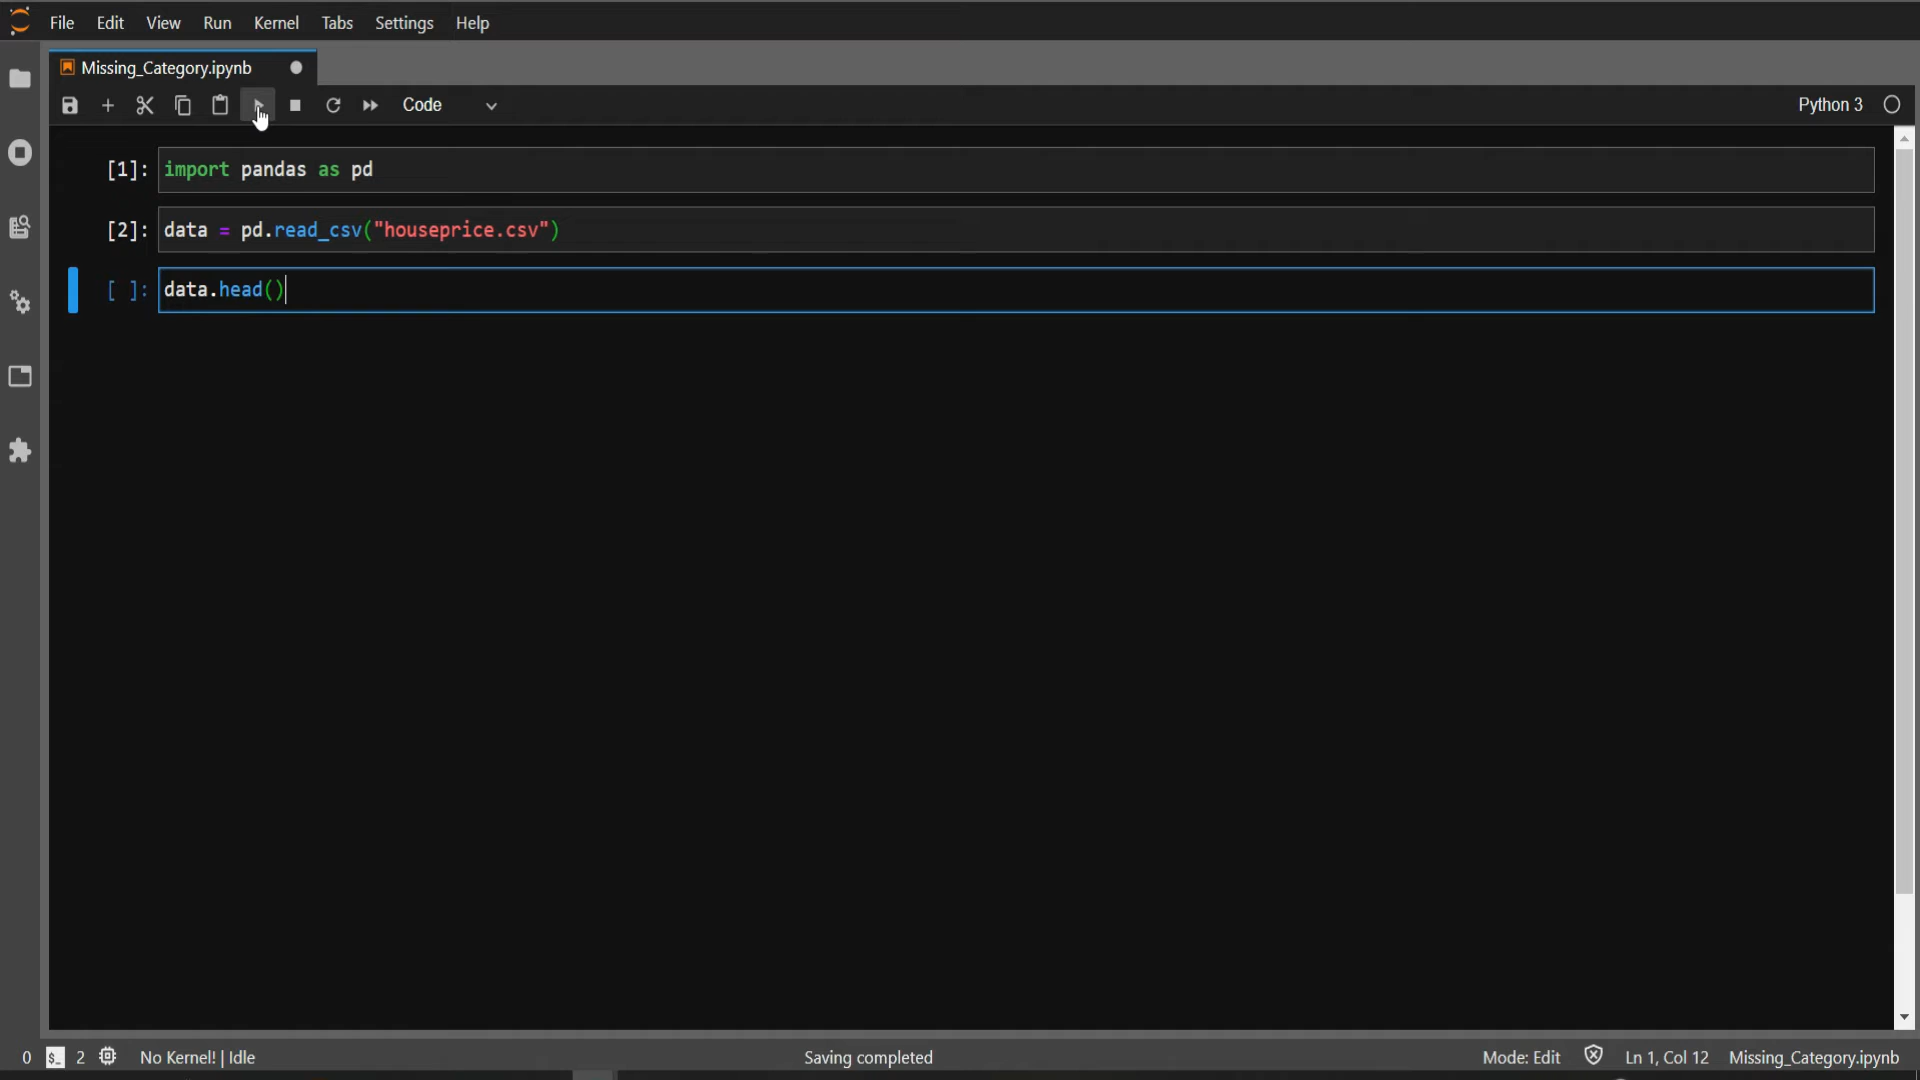 File Edit View Run Kernel Tabs Settings Help
Missing_Category.ipynb
Code Python 3
[1]: import pandas as pd
[2]: data = pd.read_csv("houseprice.csv")
[ ]: data.head()
0 $_ 2 No Kernel! | Idle Saving completed Mode: Edit Ln 1, Col 12 Missing_Category.ipynb